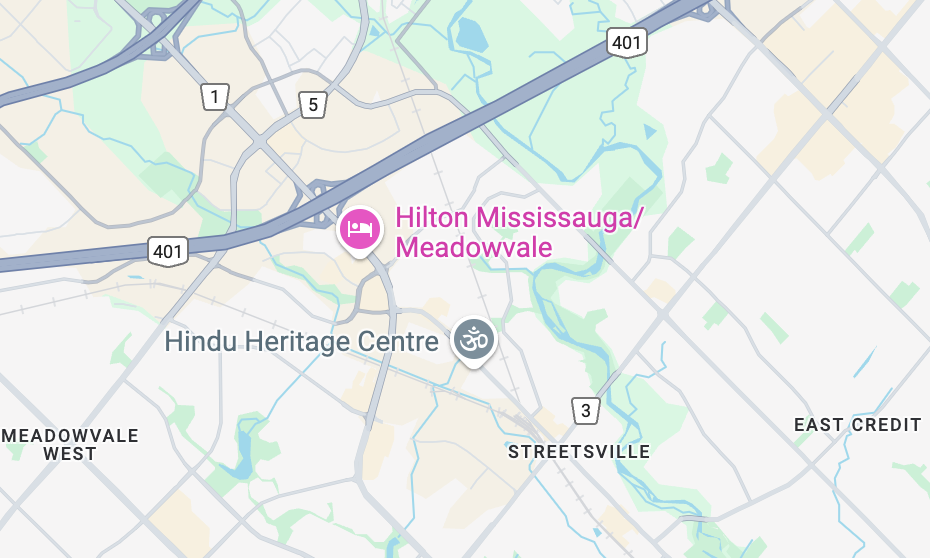 401
1
5
Hilton Mississauga/
Meadowvale
401
Hindu Heritage Centre
ॐ
3
MEADOWVALE
WEST
STREETSVILLE
EAST CREDIT